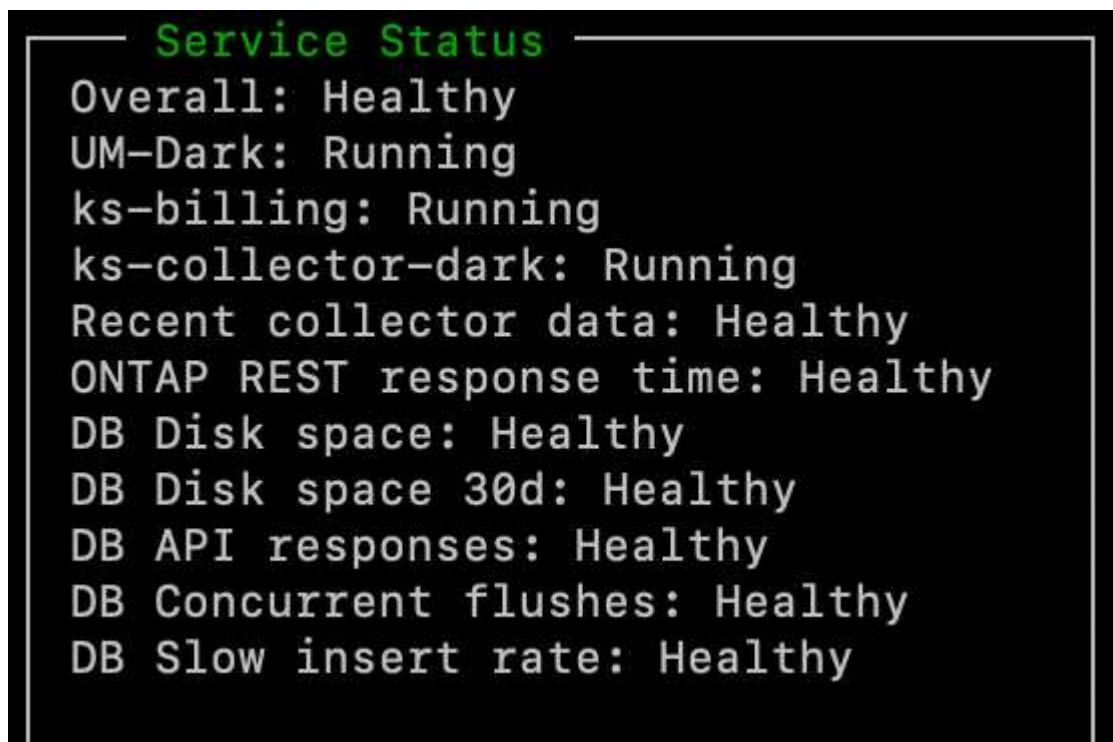 Service Status
Overall: Healthy
UM-Dark: Running
ks-billing: Running
ks-collector-dark: Running
Recent collector data: Healthy
ONTAP REST response time: Healthy
DB Disk space: Healthy
DB Disk space 30d: Healthy
DB API responses: Healthy
DB Concurrent flushes: Healthy
DB Slow insert rate: Healthy